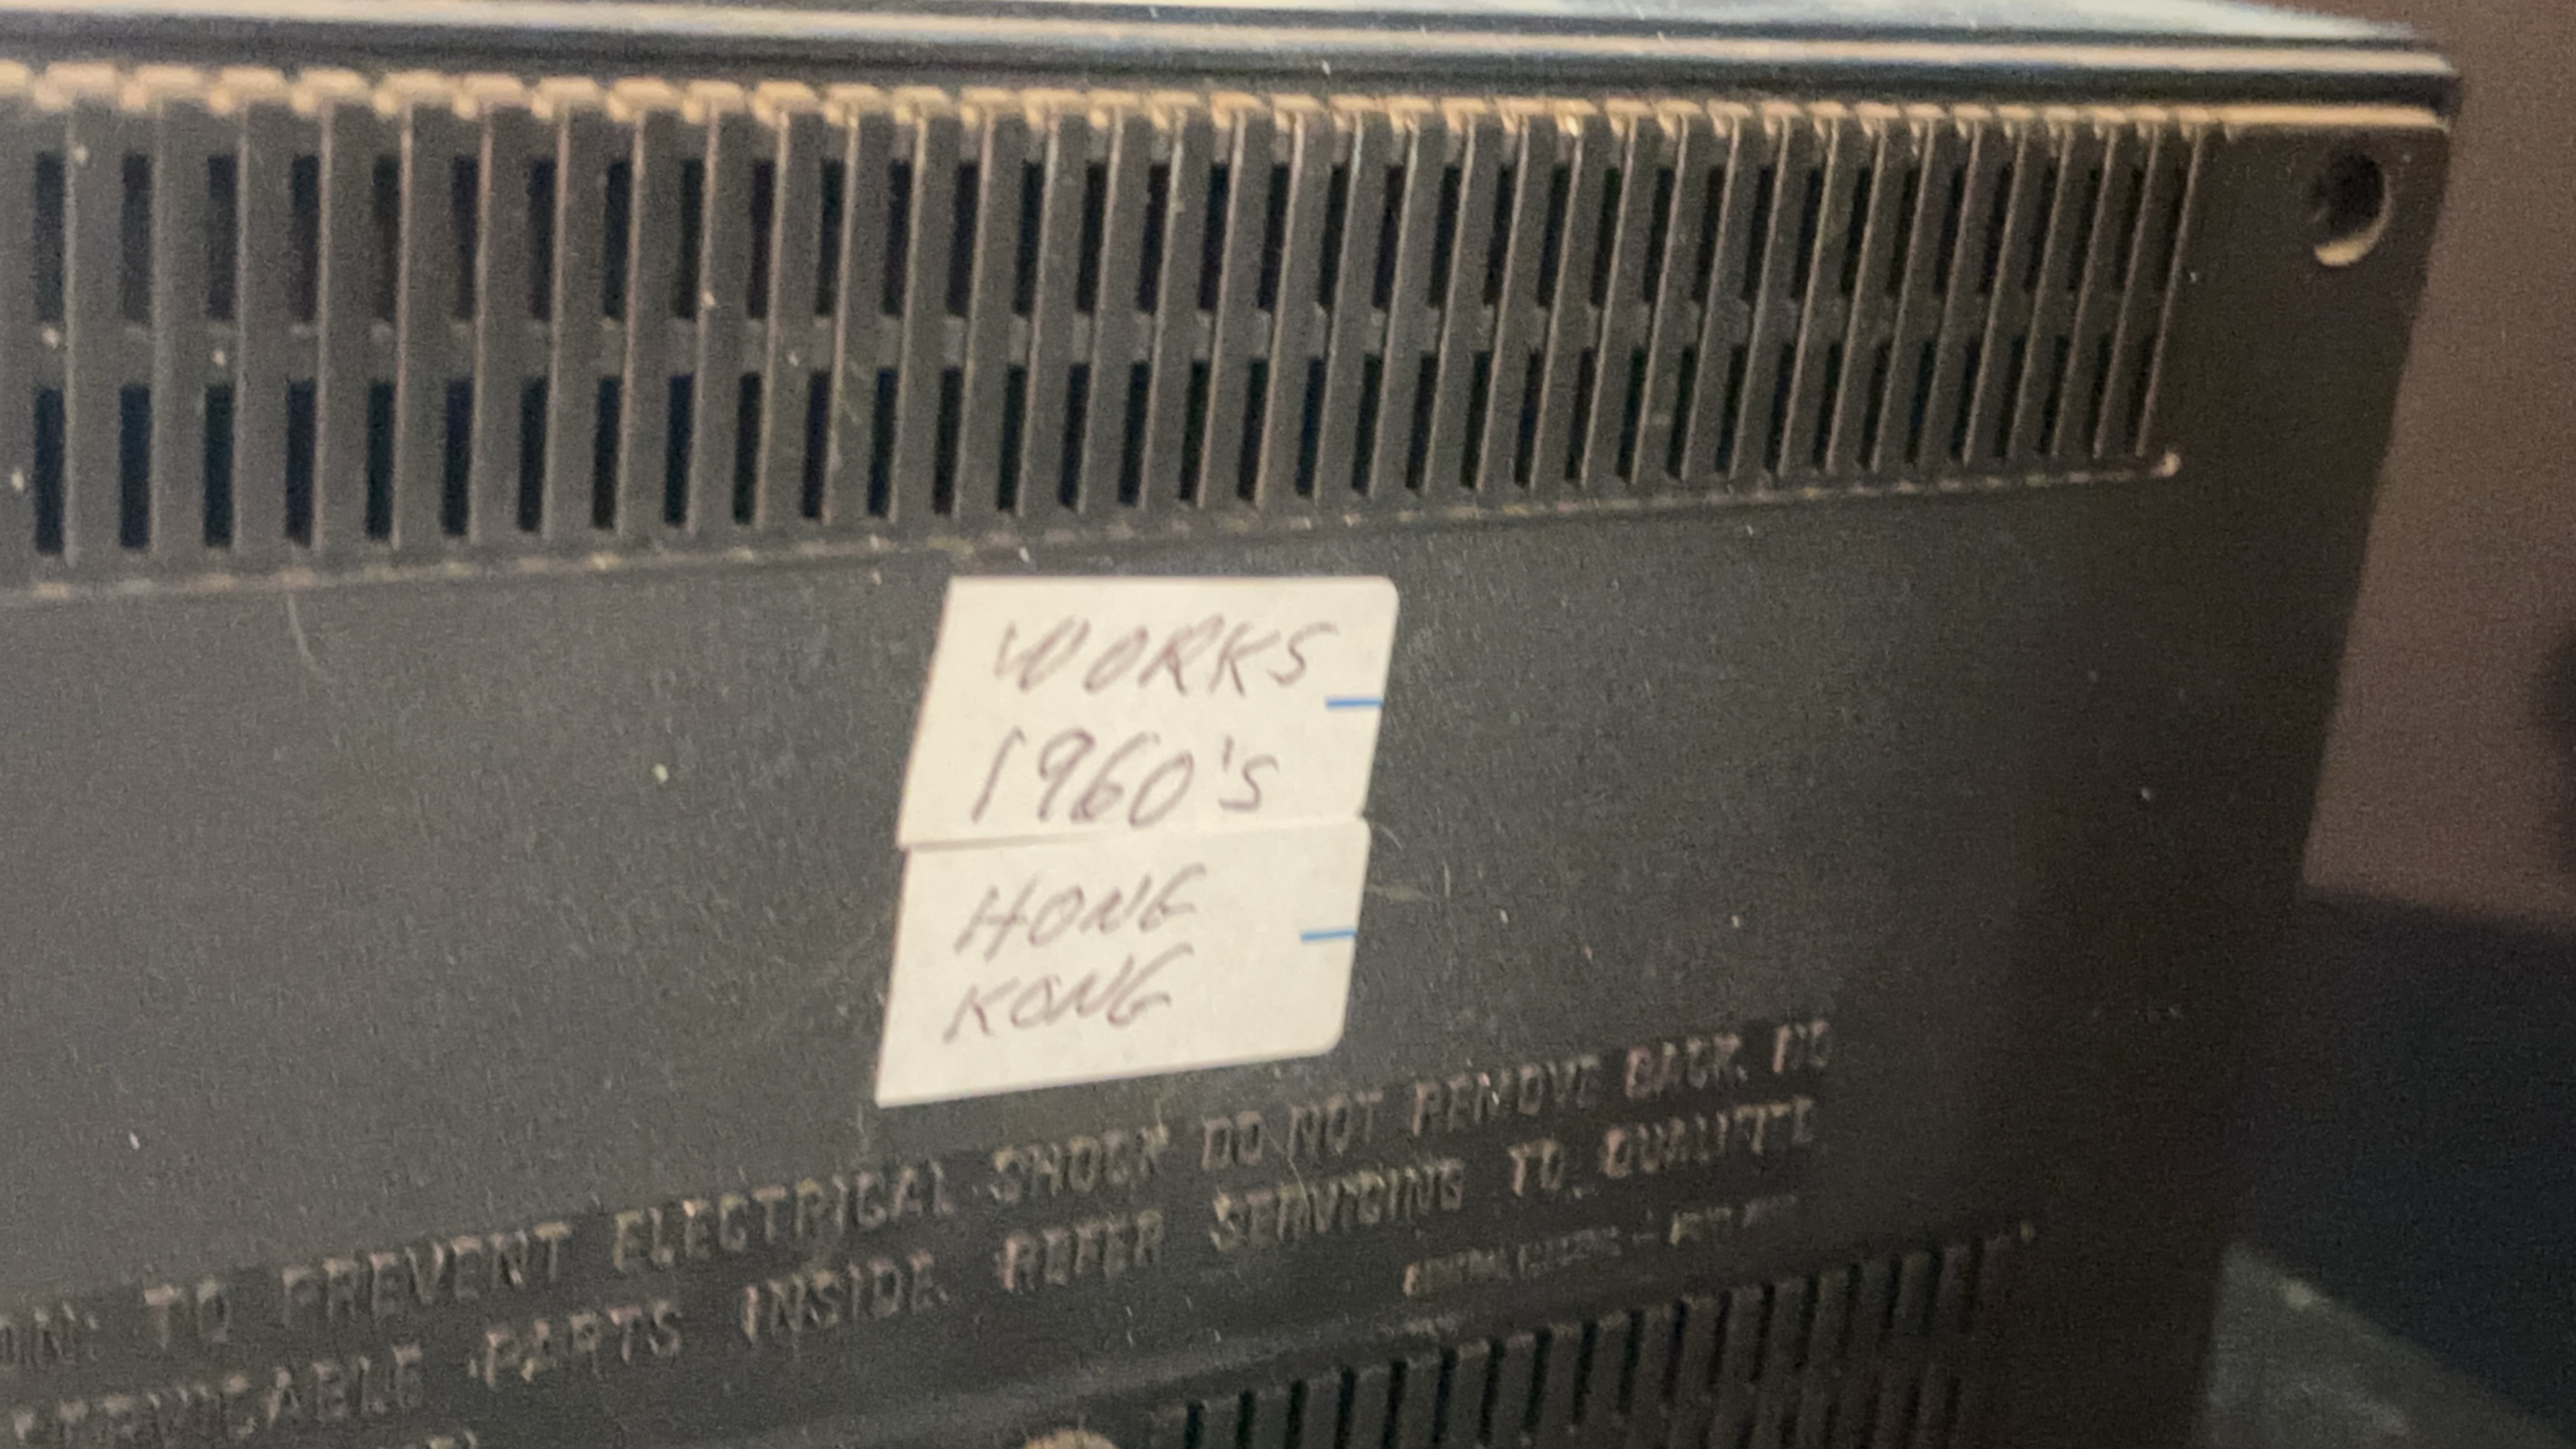 WORKS
1960's
HONG
KONG
TO PREVENT ELECTRICAL SHOCK DO NOT REMOVE BACK. NO
PARTS INSIDE. REFER SERVICING TO